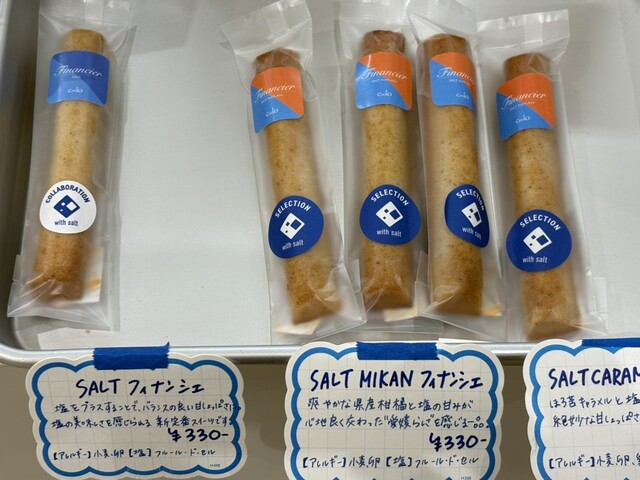 Financier
SALT
COLLABORATION
with salt
Financier
SELECTION
with salt
Financier
SELECTION
with salt
Financier
SELECTION
with salt
Financier
SELECTION
with salt
SALT フィナンシェ
塩をプラスすることで、バランスの良い甘じょっぱさに。
塩の美味しさを感じられる 新定番スイーツです
¥330-
【アレルギー】小麦、卵【塩】フルール・ド・セル
SALT MIKAN フィナンシェ
爽やかな県産柑橘と塩の甘みが
心地良く交わった"愛媛らしさ"を感じる一品。
¥330-
【アレルギー】小麦、卵【塩】フルール・ド・セル
SALT CARAM
ほろ苦キャラメルと塩
絶妙な甘じょっぱさ
【アレルギー】小麦、卵、